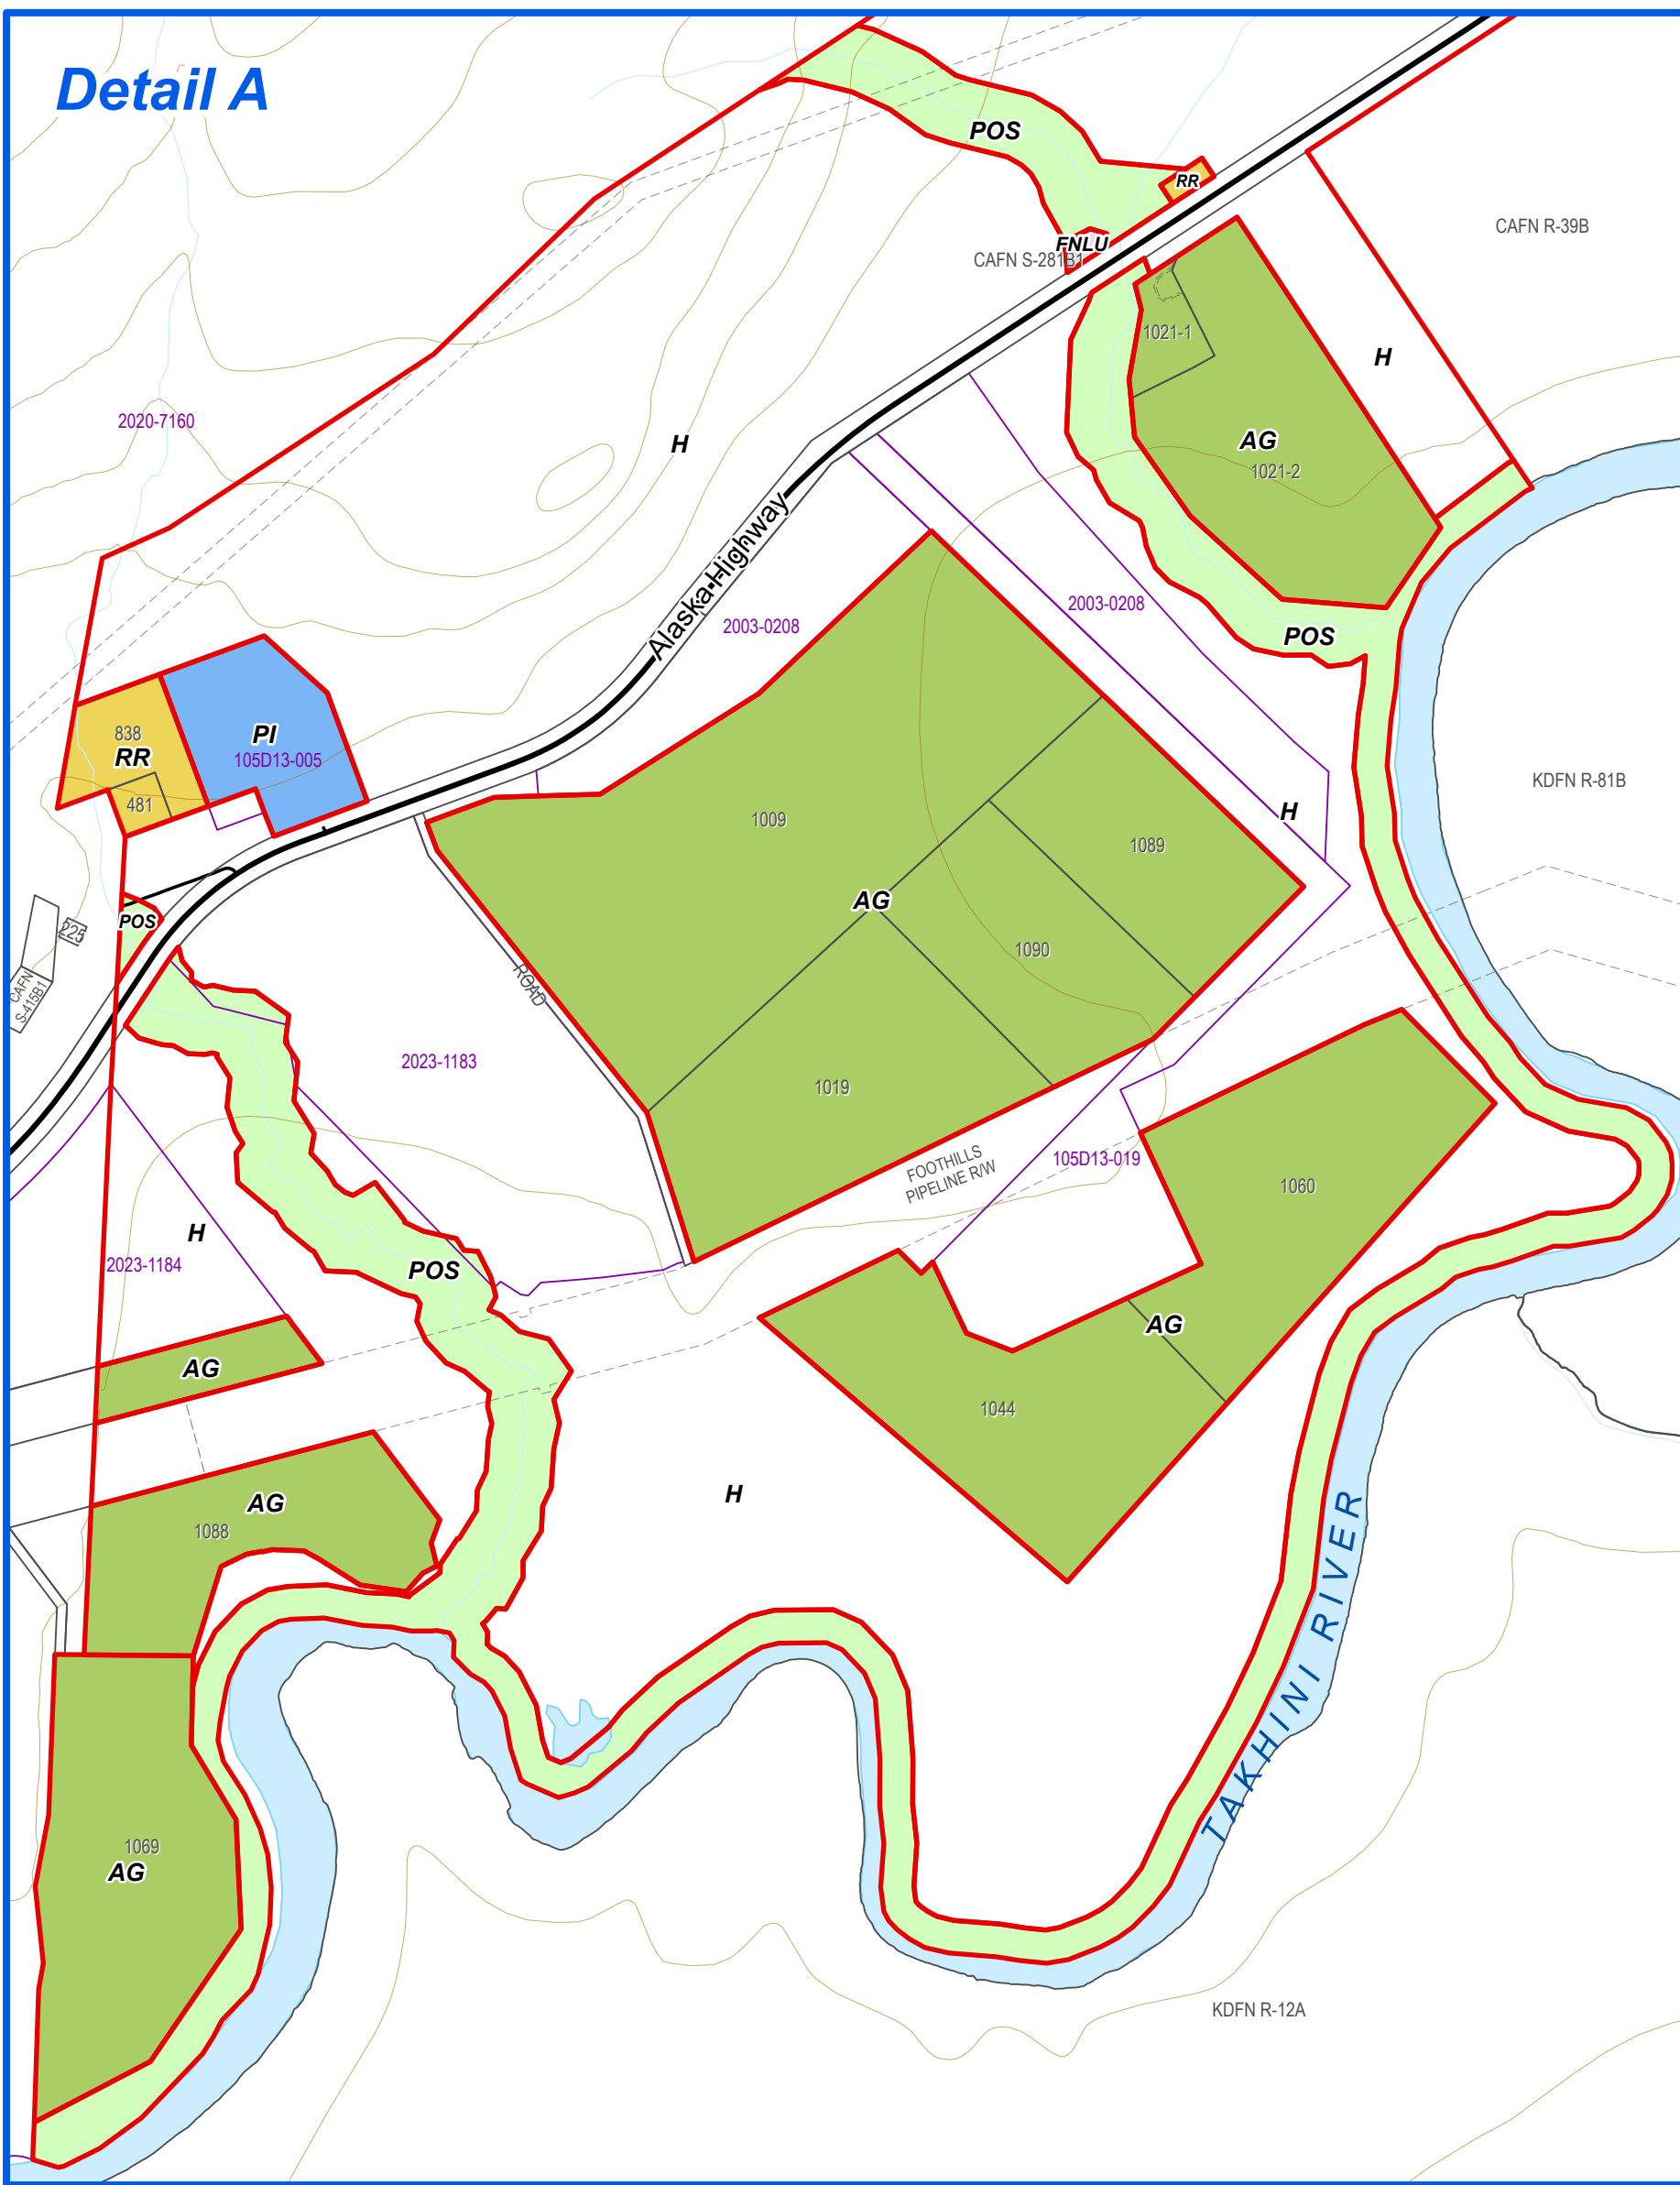 Detail A
POS
RR
CAFN R-39B
FNLU
CAFN S-281B1
1021-1
H
2020-7160
H
AG
1021-2
Alaska Highway
2003-0208
2003-0208
POS
838
RR
PI
105D13-005
481
KDFN R-81B
H
1009
1089
AG
POS
225
1090
CAFN
S-415B1
ROAD
2023-1183
1019
FOOTHILLS
PIPELINE R/W
105D13-019
1060
H
2023-1184
POS
AG
AG
1044
H
AG
1088
TAKHINI RIVER
1069
AG
KDFN R-12A